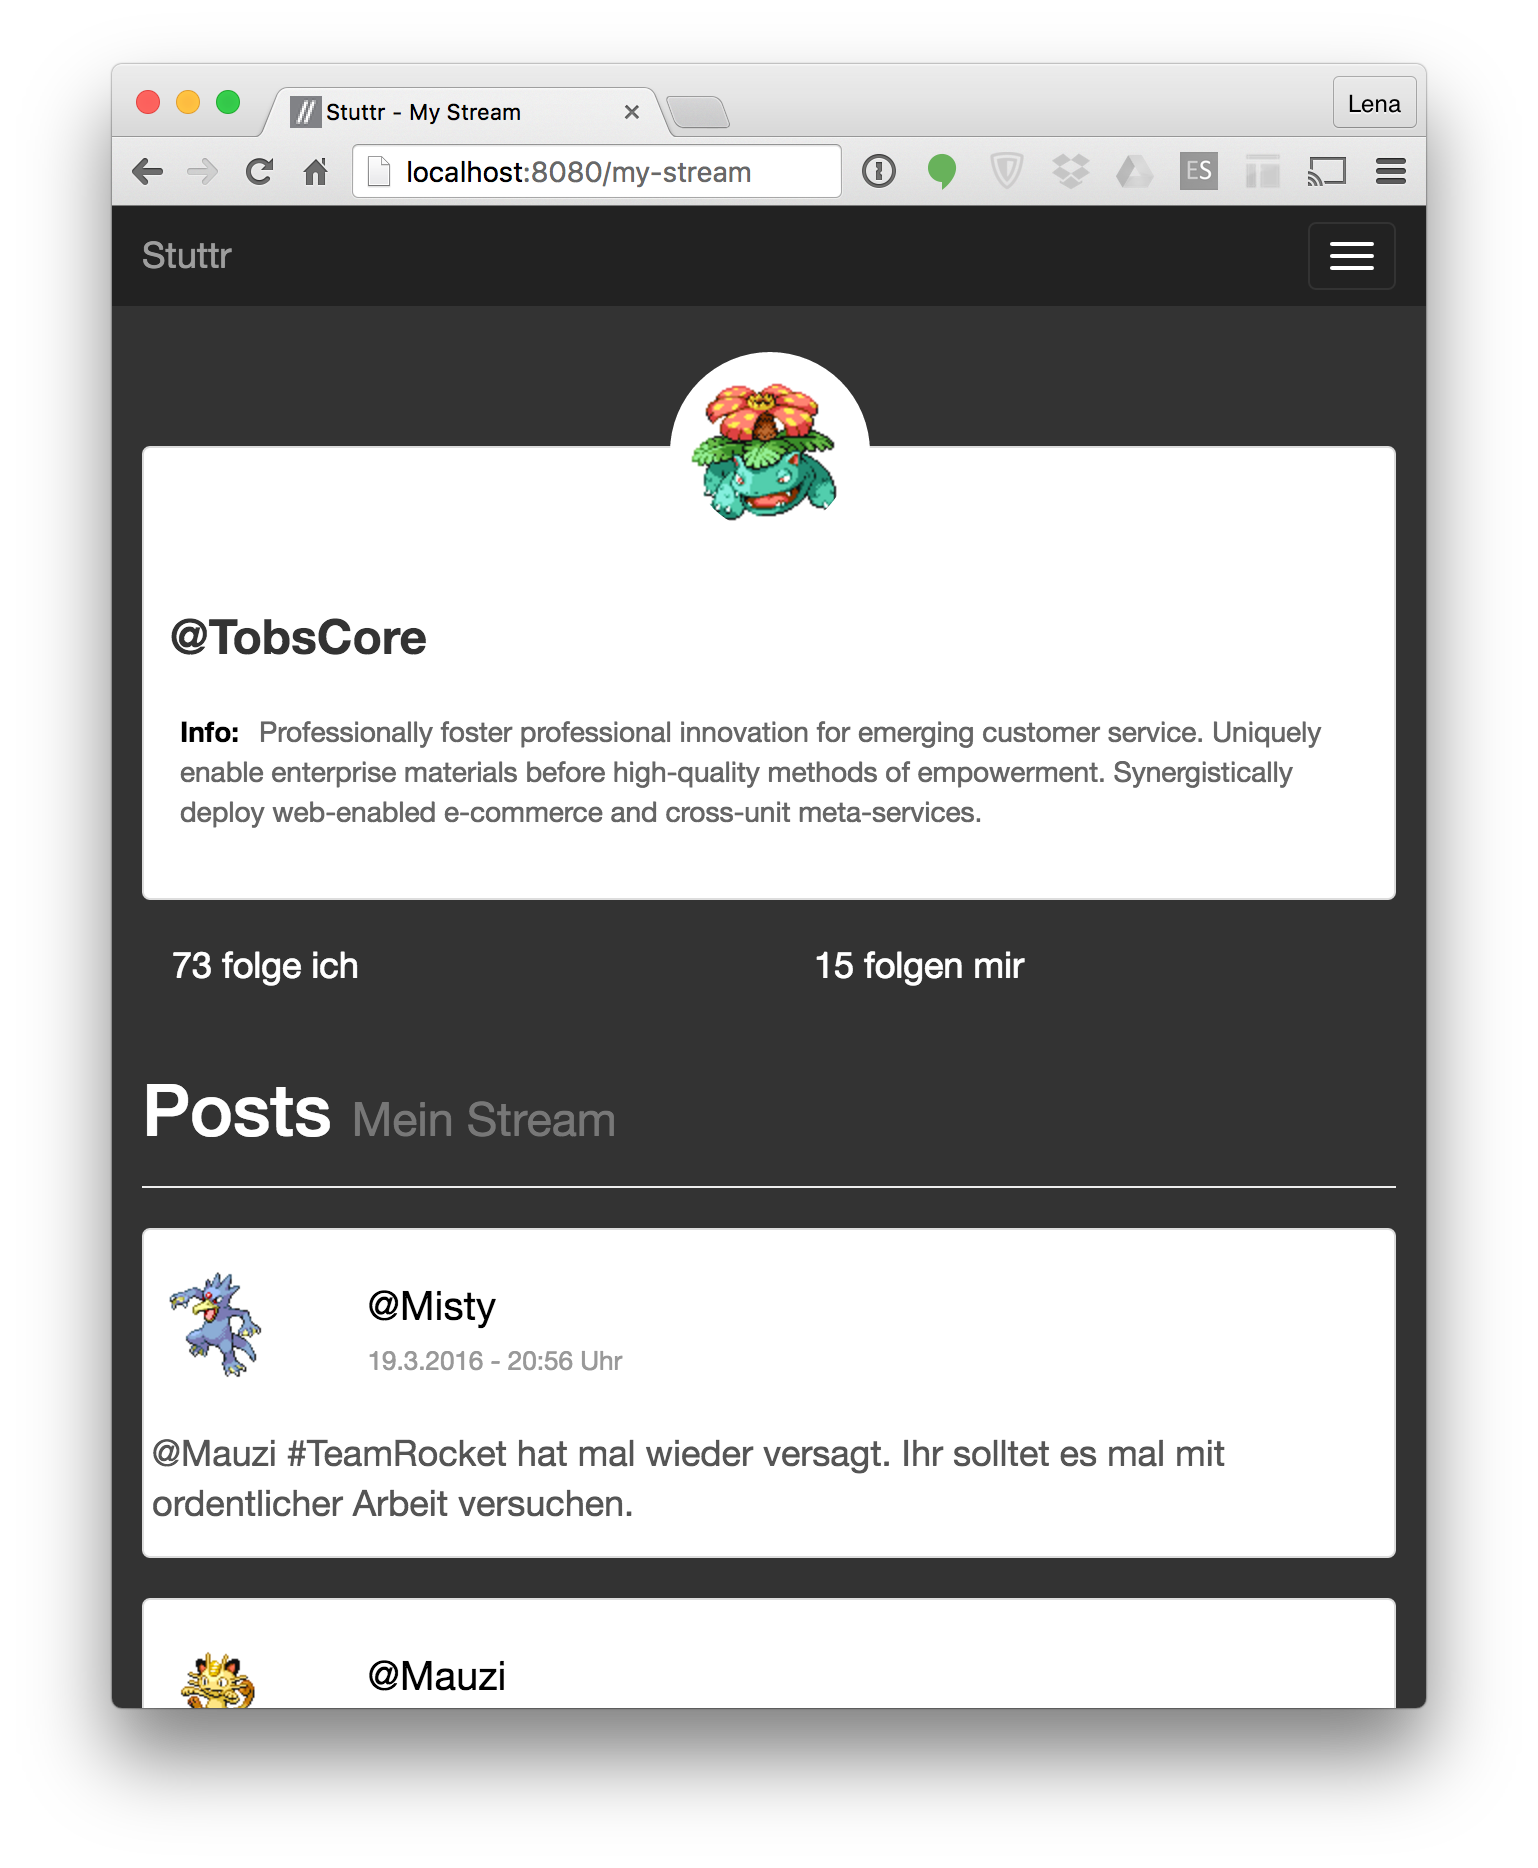 Stuttr - My Stream
Lena
localhost:8080/my-stream
ES
Stuttr
@TobsCore
Info: Professionally foster professional innovation for emerging customer service. Uniquely
enable enterprise materials before high-quality methods of empowerment. Synergistically
deploy web-enabled e-commerce and cross-unit meta-services.
73 folge ich
15 folgen mir
Posts Mein Stream
@Misty
19.3.2016 - 20:56 Uhr
@Mauzi #TeamRocket hat mal wieder versagt. Ihr solltet es mal mit
ordentlicher Arbeit versuchen.
@Mauzi